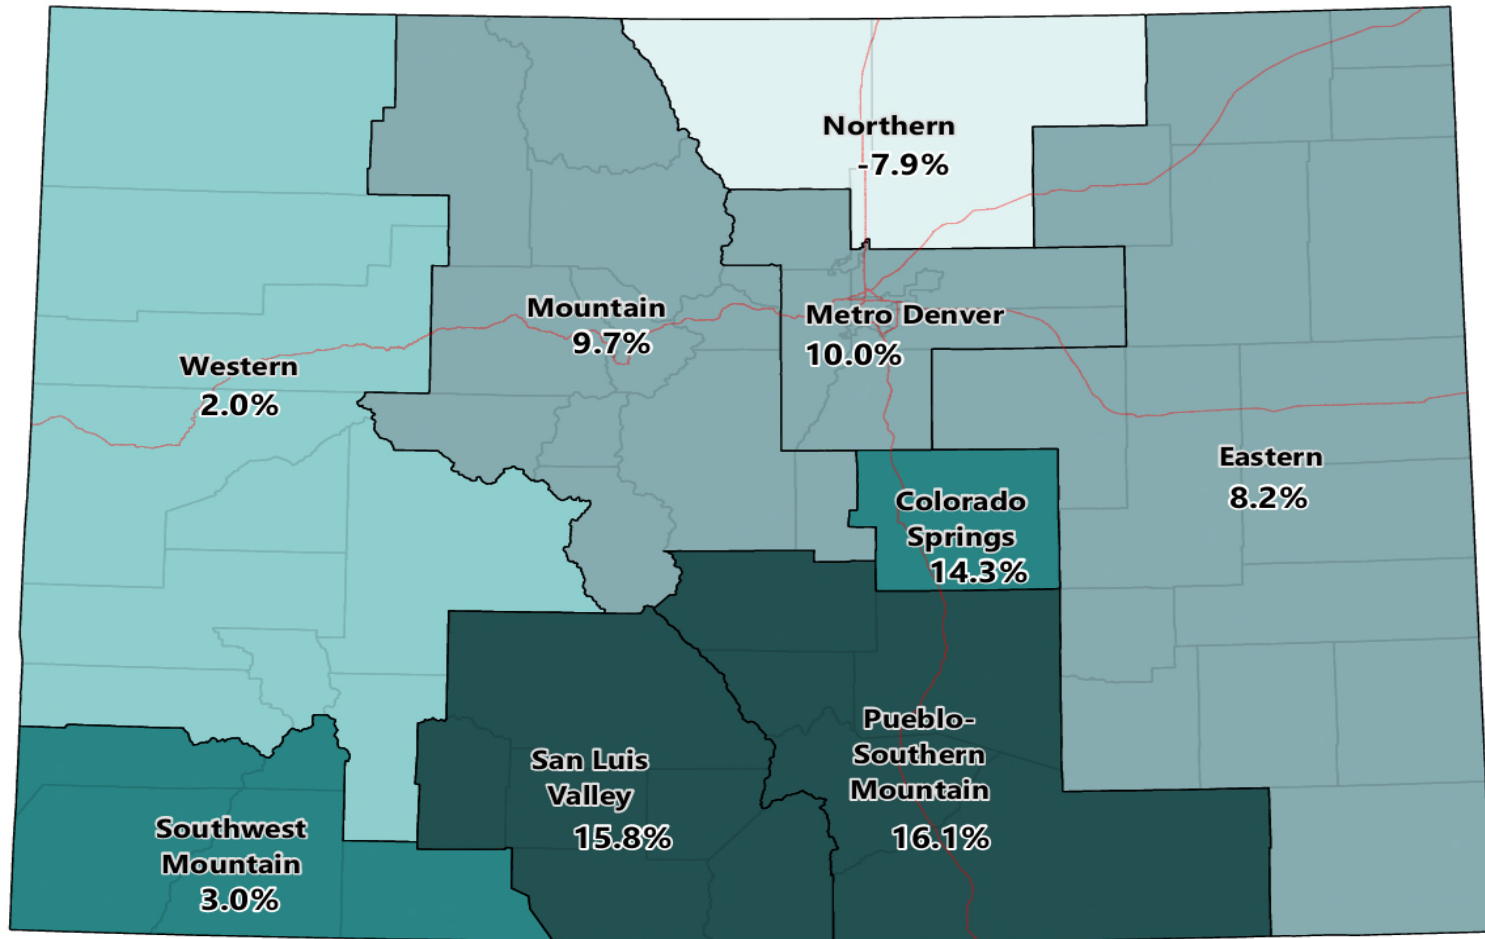 Northern
-7.9%
Mountain
9.7%
Metro Denver
10.0%
Western
2.0%
Eastern
8.2%
Colorado
Springs
14.3%
Pueblo-
Southern
Mountain
16.1%
San Luis
Valley
15.8%
Southwest
Mountain
3.0%